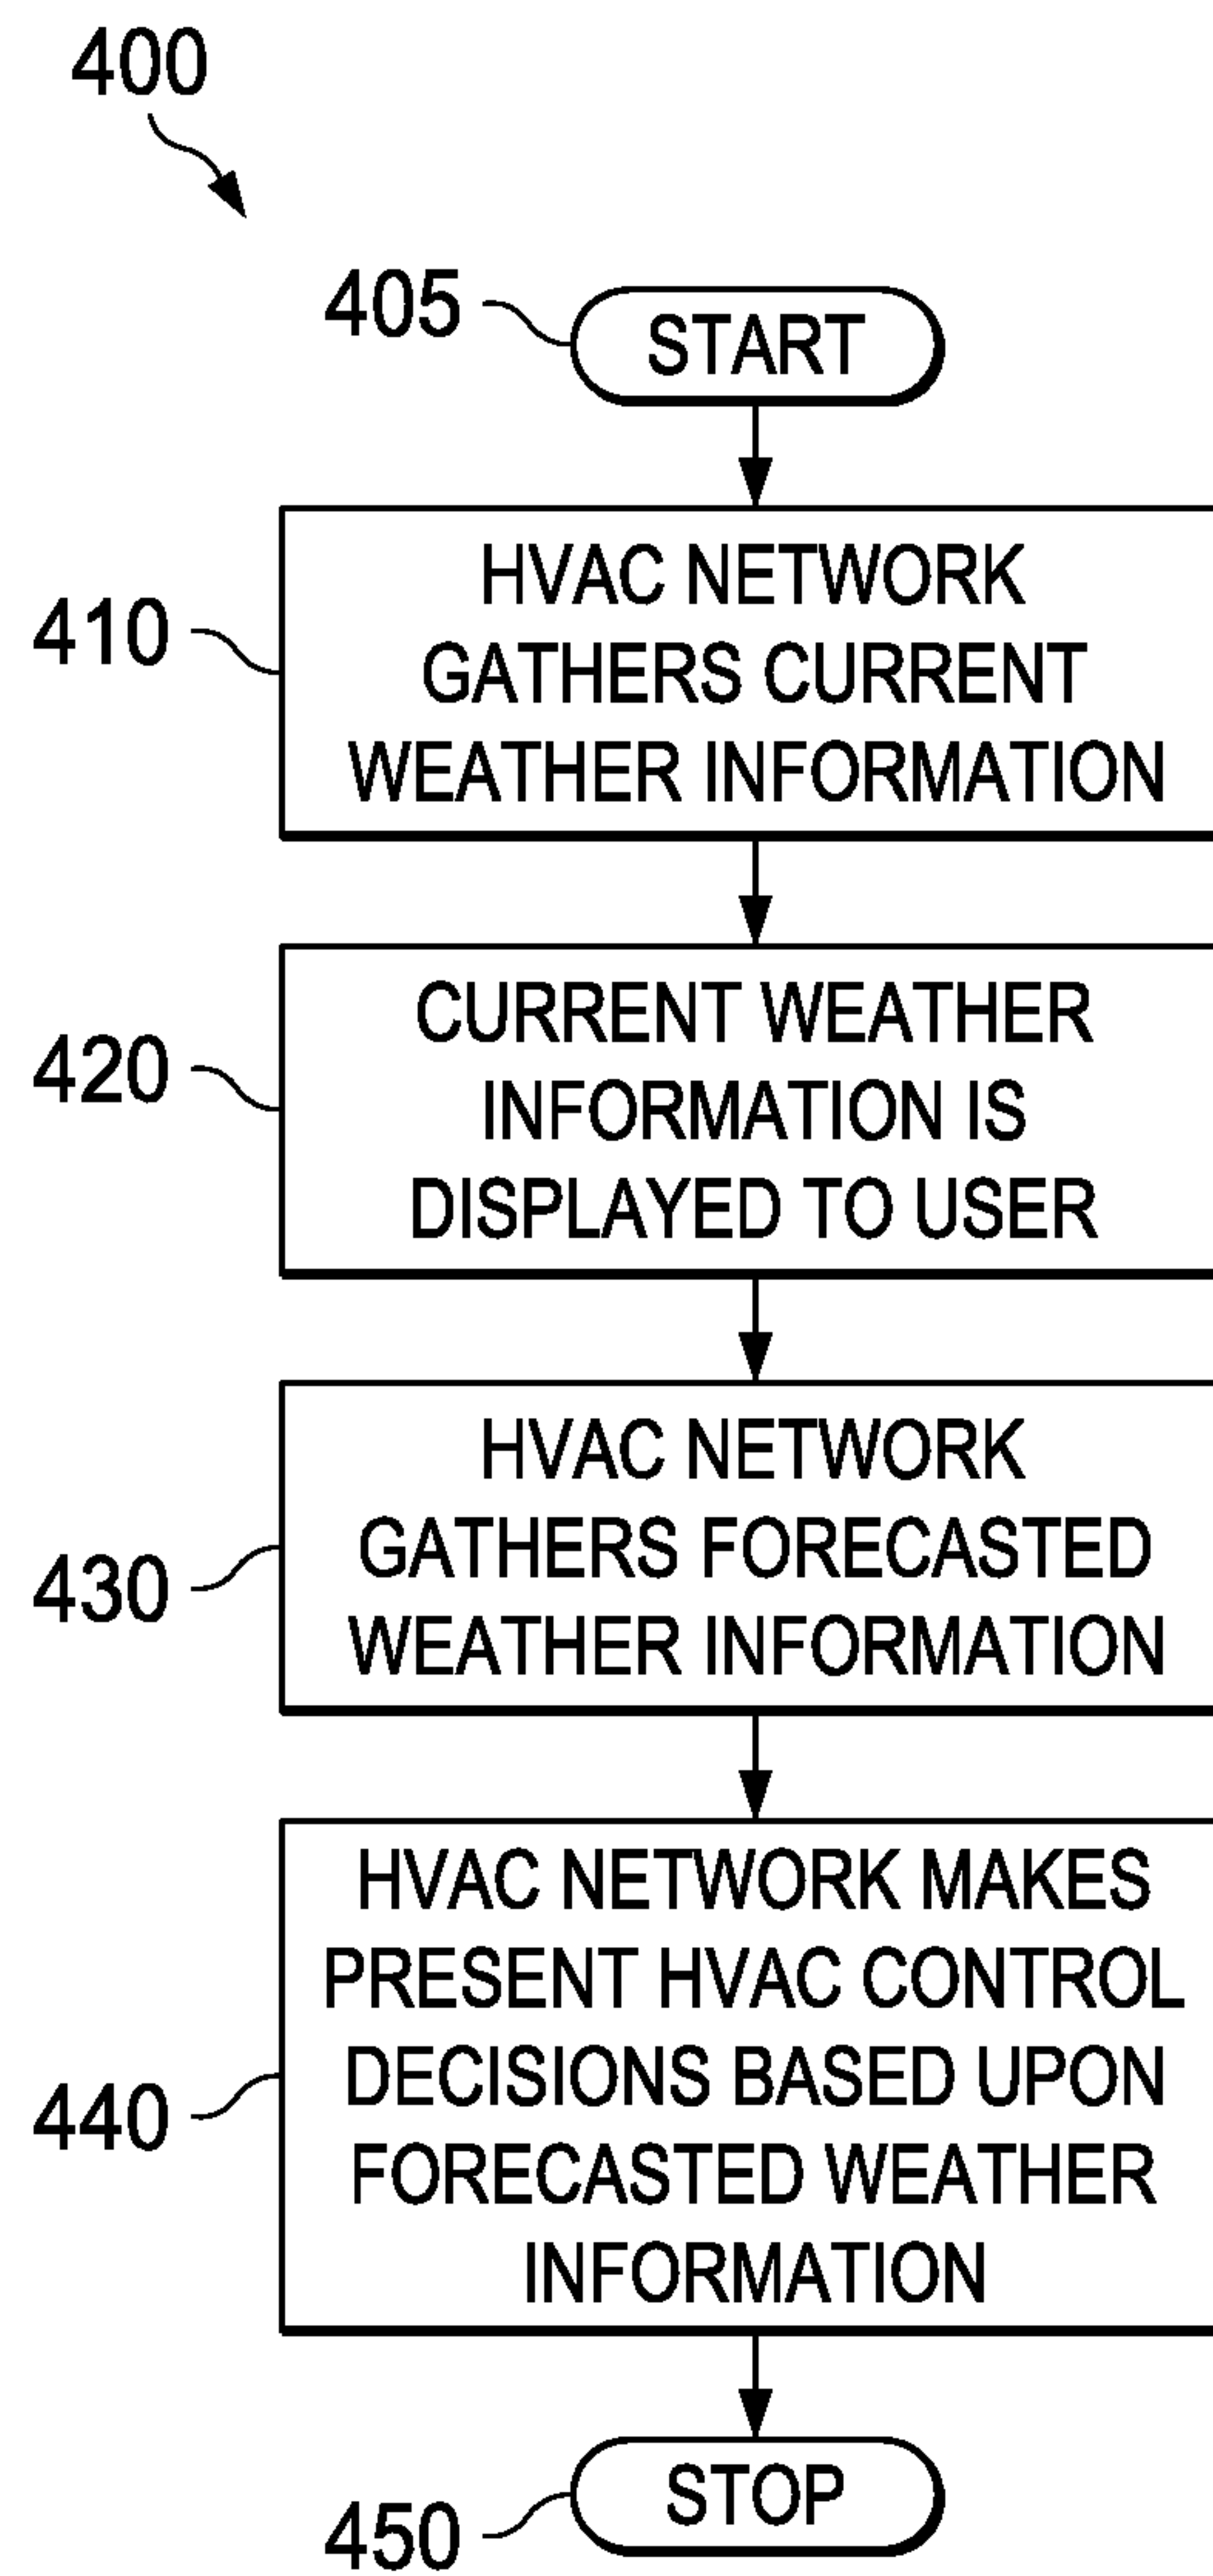 400
405
START
410
HVAC NETWORK
GATHERS CURRENT
WEATHER INFORMATION
420
CURRENT WEATHER
INFORMATION IS
DISPLAYED TO USER
430
HVAC NETWORK
GATHERS FORECASTED
WEATHER INFORMATION
440
HVAC NETWORK MAKES
PRESENT HVAC CONTROL
DECISIONS BASED UPON
FORECASTED WEATHER
INFORMATION
450
STOP